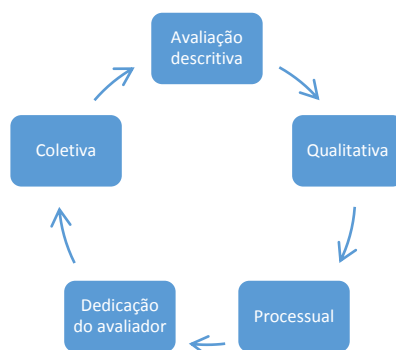 Avaliação
descritiva
Qualitativa
Processual
Dedicação
do avaliador
Coletiva